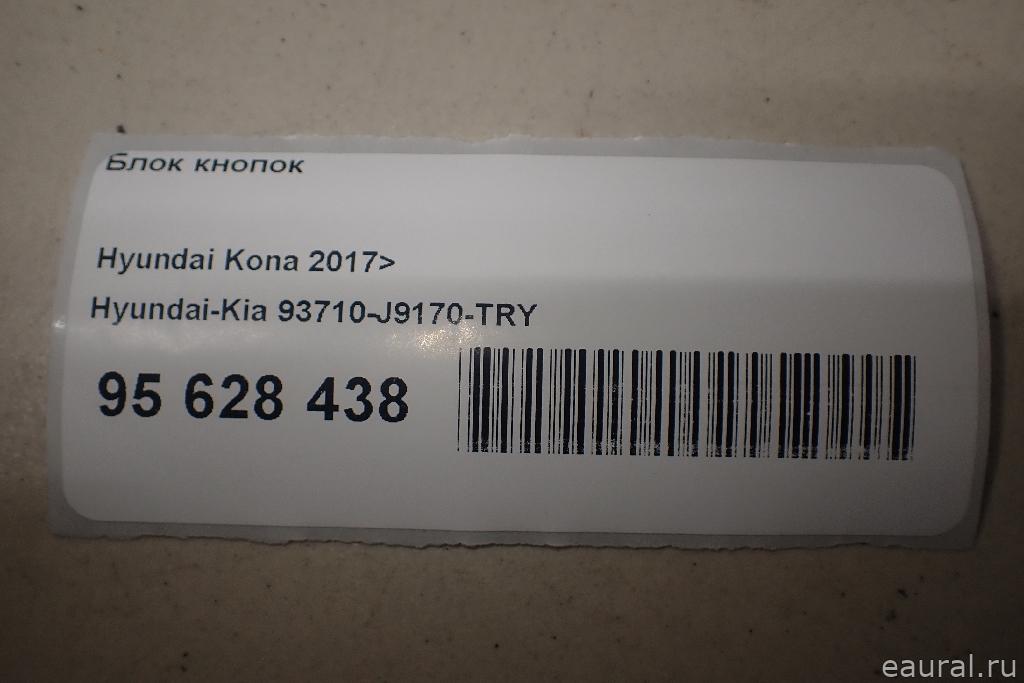 Блок кнопок
Hyundai Kona 2017>
Hyundai-Kia 93710-J9170-TRY
95 628 438
eaural.ru